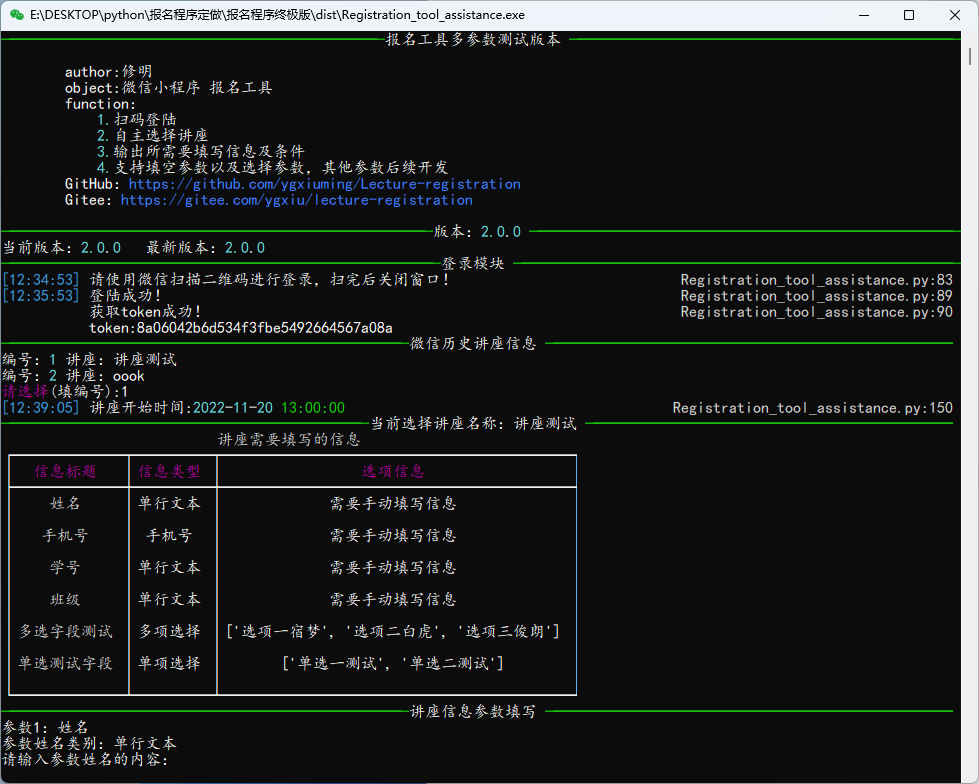 E:\DESKTOP\python\报名程序定做\报名程序终极版\dist\Registration_tool_assistance.exe
报名工具多参数测试版本
author:修明
object:微信小程序 报名工具
function:
1.扫码登陆
2.自主选择讲座
3.输出所需要填写信息及条件
4.支持填空参数以及选择参数，其他参数后续开发
GitHub: https://github.com/ygxiuming/Lecture-registration
Gitee: https://gitee.com/ygxiu/lecture-registration
版本: 2.0.0
当前版本: 2.0.0 最新版本: 2.0.0
登录模块
[12:34:53] 请使用微信扫描二维码进行登录，扫完后关闭窗口! Registration_tool_assistance.py:83
[12:35:53] 登陆成功! Registration_tool_assistance.py:89
获取token成功! Registration_tool_assistance.py:90
token:8a06042b6d534f3fbe5492664567a08a
微信历史讲座信息
编号: 1 讲座: 讲座测试
编号: 2 讲座: oook
请选择(填编号):1
[12:39:05] 讲座开始时间:2022-11-20 13:00:00 Registration_tool_assistance.py:150
当前选择讲座名称: 讲座测试
讲座需要填写的信息
信息标题 信息类型 选项信息
姓名 单行文本 需要手动填写信息
手机号 手机号 需要手动填写信息
学号 单行文本 需要手动填写信息
班级 单行文本 需要手动填写信息
多选字段测试 多项选择 ['选项一宿梦', '选项二白虎', '选项三俊朗']
单选测试字段 单项选择 ['单选一测试', '单选二测试']
讲座信息参数填写
参数1: 姓名
参数姓名类别: 单行文本
请输入参数姓名的内容: